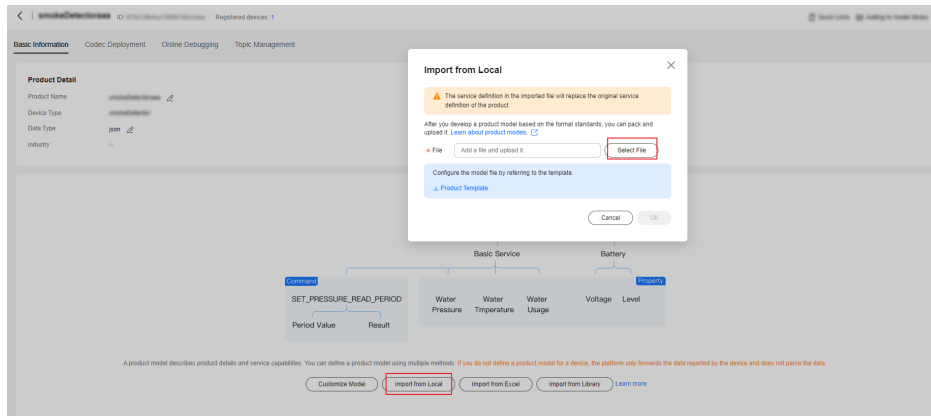 ID:
Registered devices: 1
Quick Links
Adding to model library
Basic Information
Codec Deployment
Online Debugging
Topic Management
Product Detail
Product Name
Device Type
Data Type
json
Industry
Import from Local
The service definition in the imported file will replace the original service
definition of the product.
After you develop a product model based on the format standards, you can pack and
upload it. Learn about product models.
* File
Add a file and upload it.
Select File
Configure the model file by referring to the template.
Product Template
Cancel
OK
Basic Service
Battery
Command
Property
SET_PRESSURE_READ_PERIOD
Period Value
Result
Water
Pressure
Water
Tmperature
Water
Usage
Voltage
Level
A product model describes product details and service capabilities. You can define a product model using multiple methods. If you do not define a product model for a device, the platform only forwards the data reported by the device and does not parse the data.
Customize Model
Import from Local
Import from Excel
Import from Library
Learn more